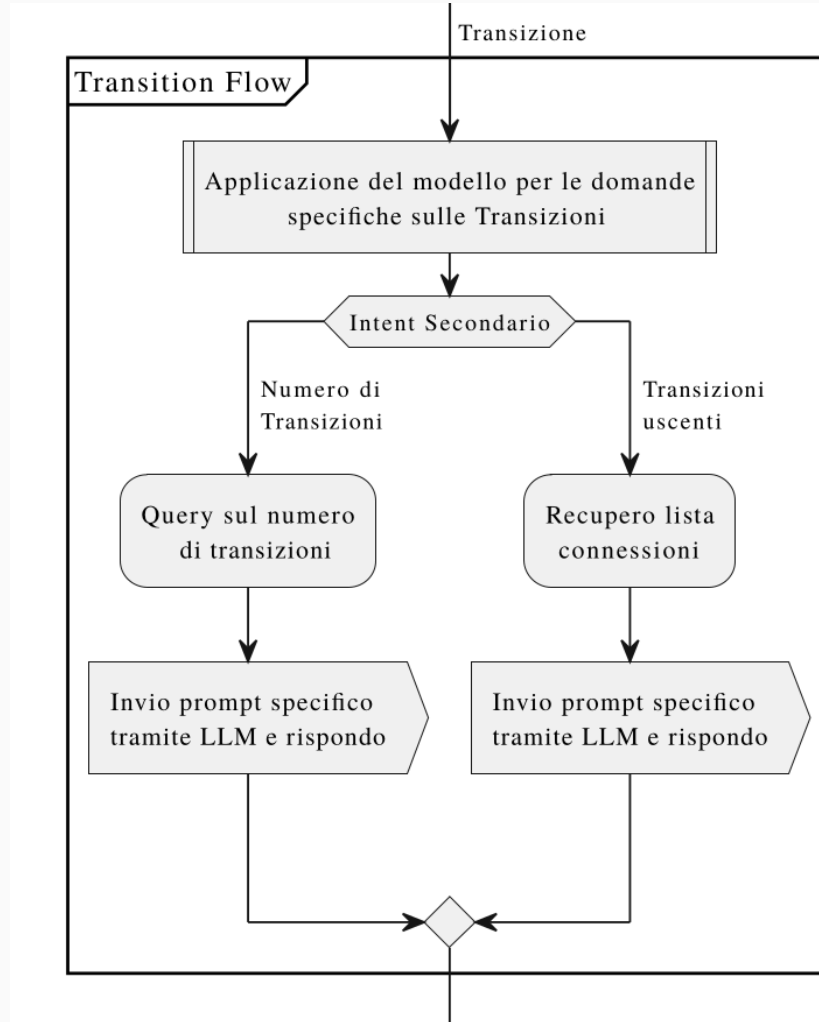 Transizione
Transition Flow
Applicazione del modello per le domande
specifiche sulle Transizioni
Intent Secondario
Numero di
Transizioni
Transizioni
uscenti
Query sul numero
di transizioni
Recupero lista
connessioni
Invio prompt specifico
tramite LLM e rispondo
Invio prompt specifico
tramite LLM e rispondo